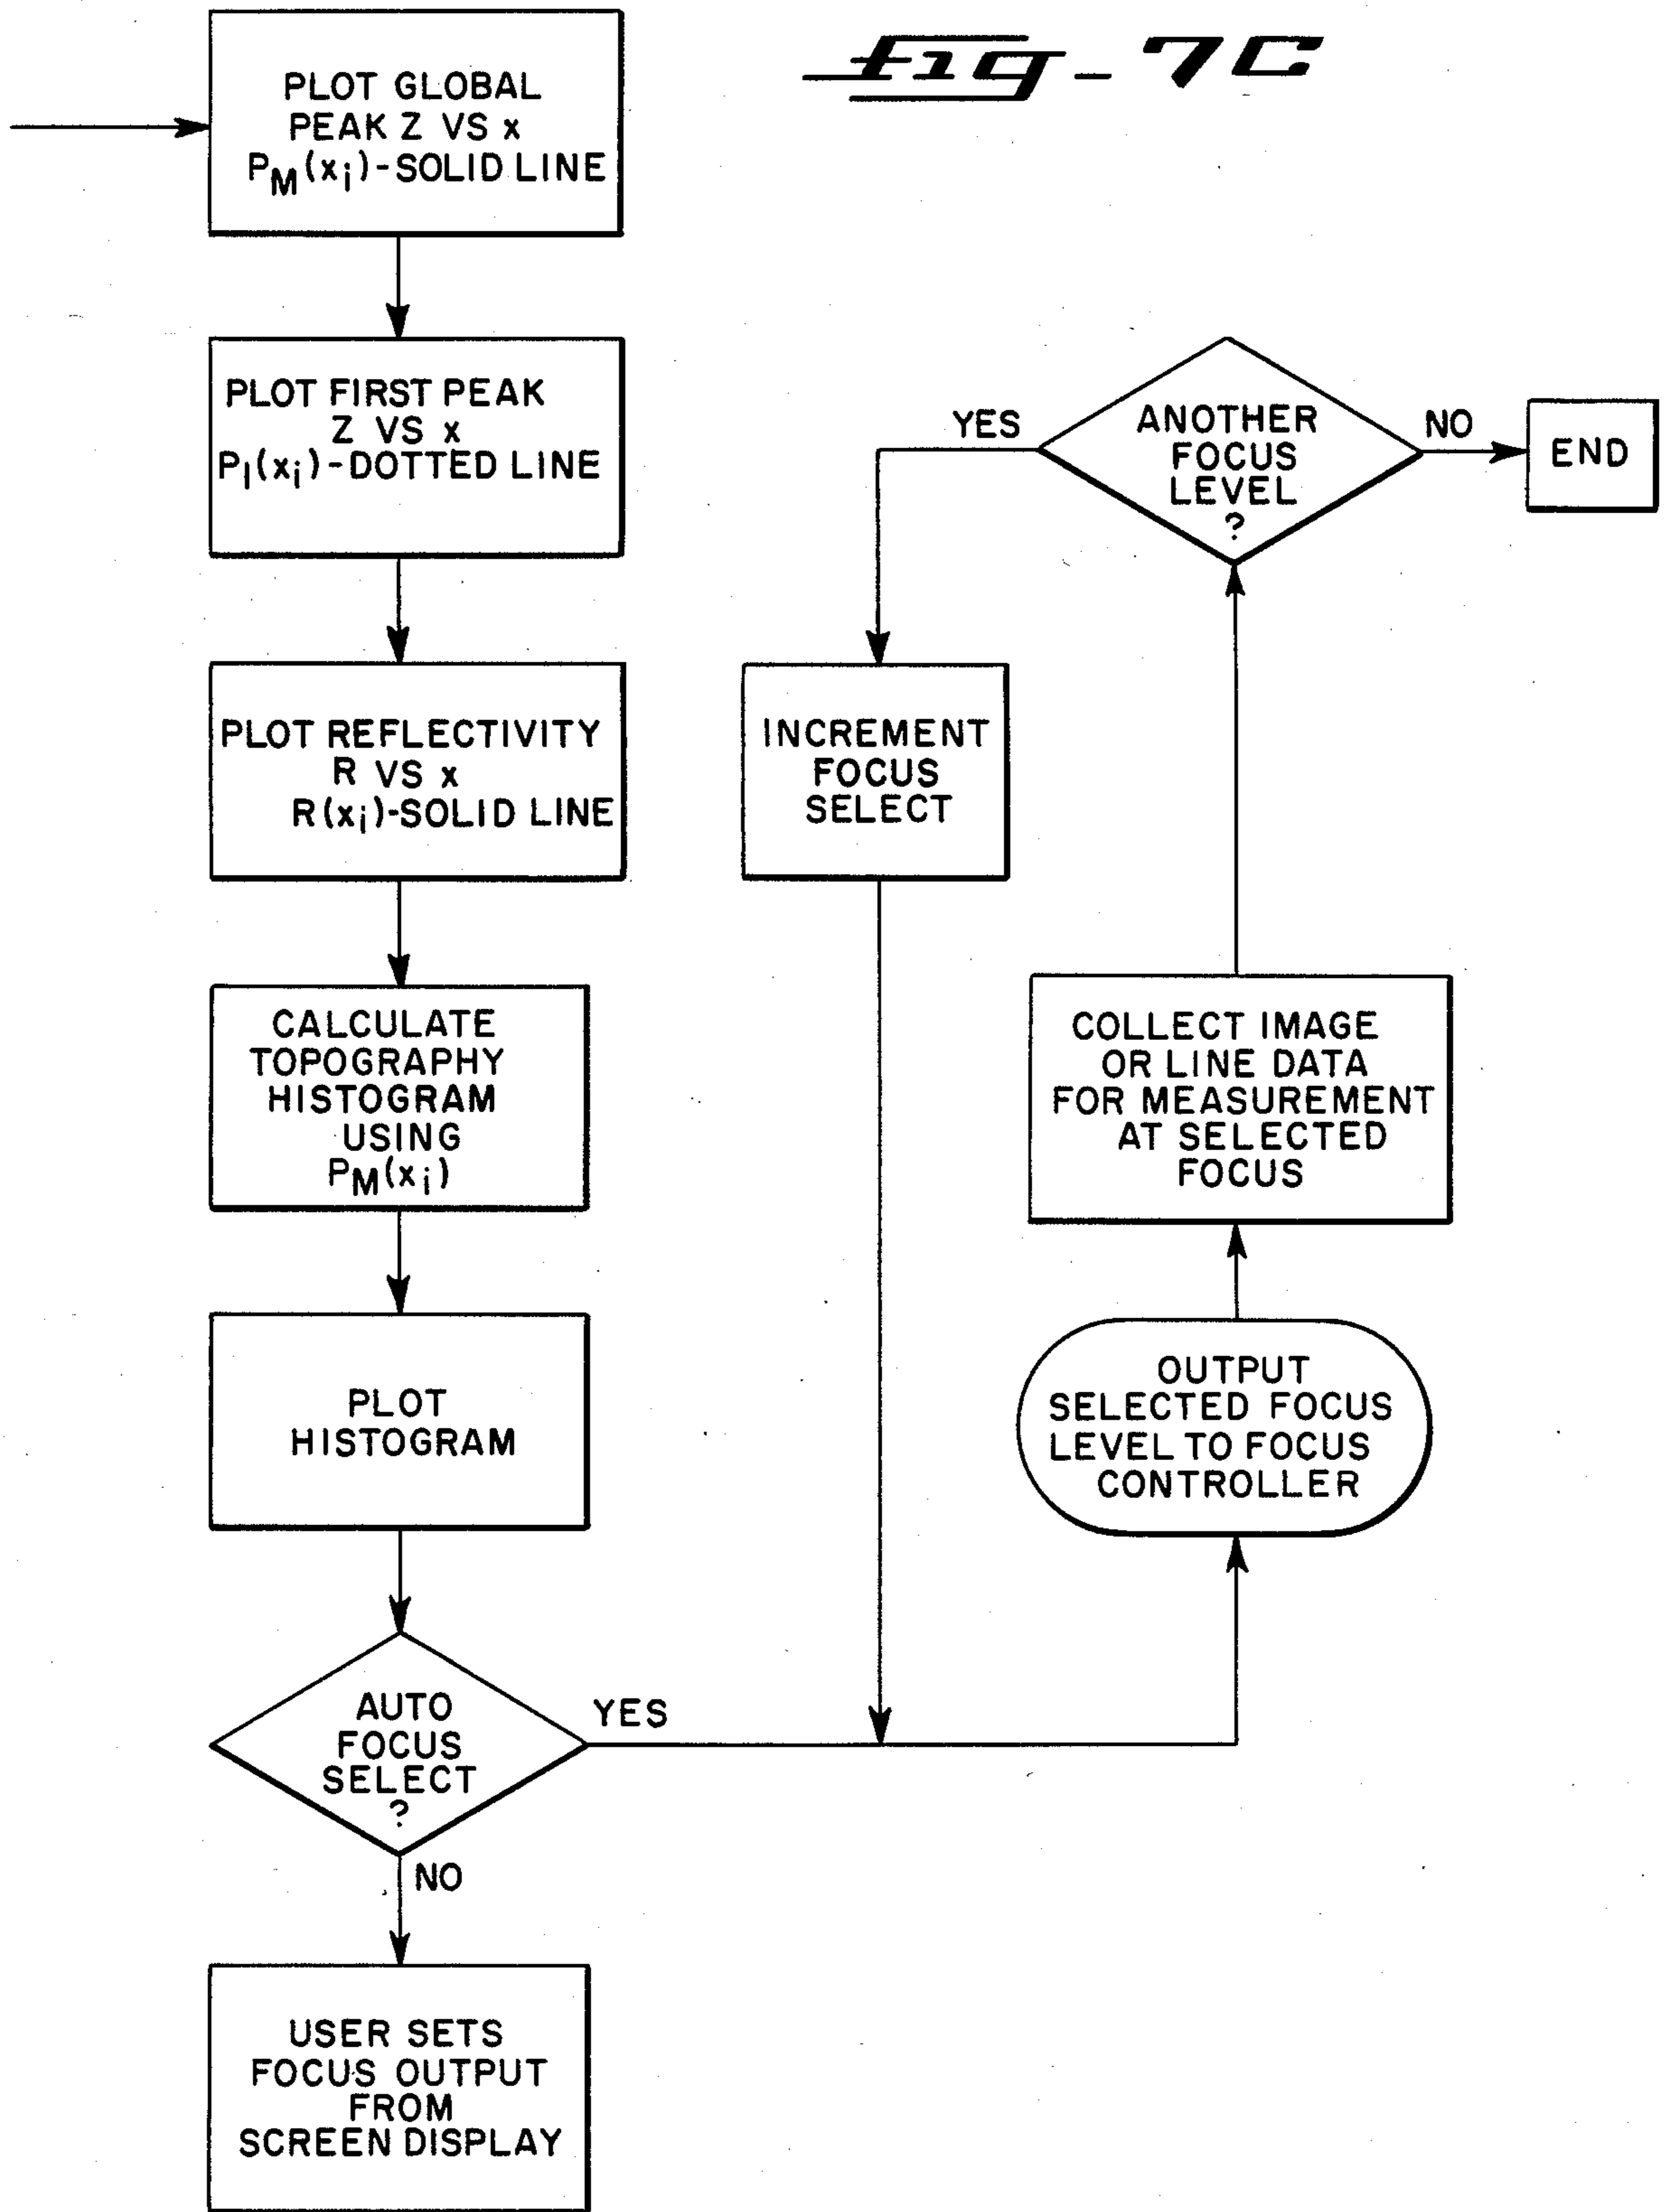 fig-7C
PLOT GLOBAL
PEAK Z VS x
PM(xi)-SOLID LINE
PLOT FIRST PEAK
Z VS x
P1(xi)-DOTTED LINE
PLOT REFLECTIVITY
R VS x
R(xi)-SOLID LINE
CALCULATE
TOPOGRAPHY
HISTOGRAM
USING
PM(xi)
PLOT
HISTOGRAM
AUTO
FOCUS
SELECT
?
YES
NO
USER SETS
FOCUS OUTPUT
FROM
SCREEN DISPLAY
OUTPUT
SELECTED FOCUS
LEVEL TO FOCUS
CONTROLLER
COLLECT IMAGE
OR LINE DATA
FOR MEASUREMENT
AT SELECTED
FOCUS
ANOTHER
FOCUS
LEVEL
?
YES
NO
END
INCREMENT
FOCUS
SELECT